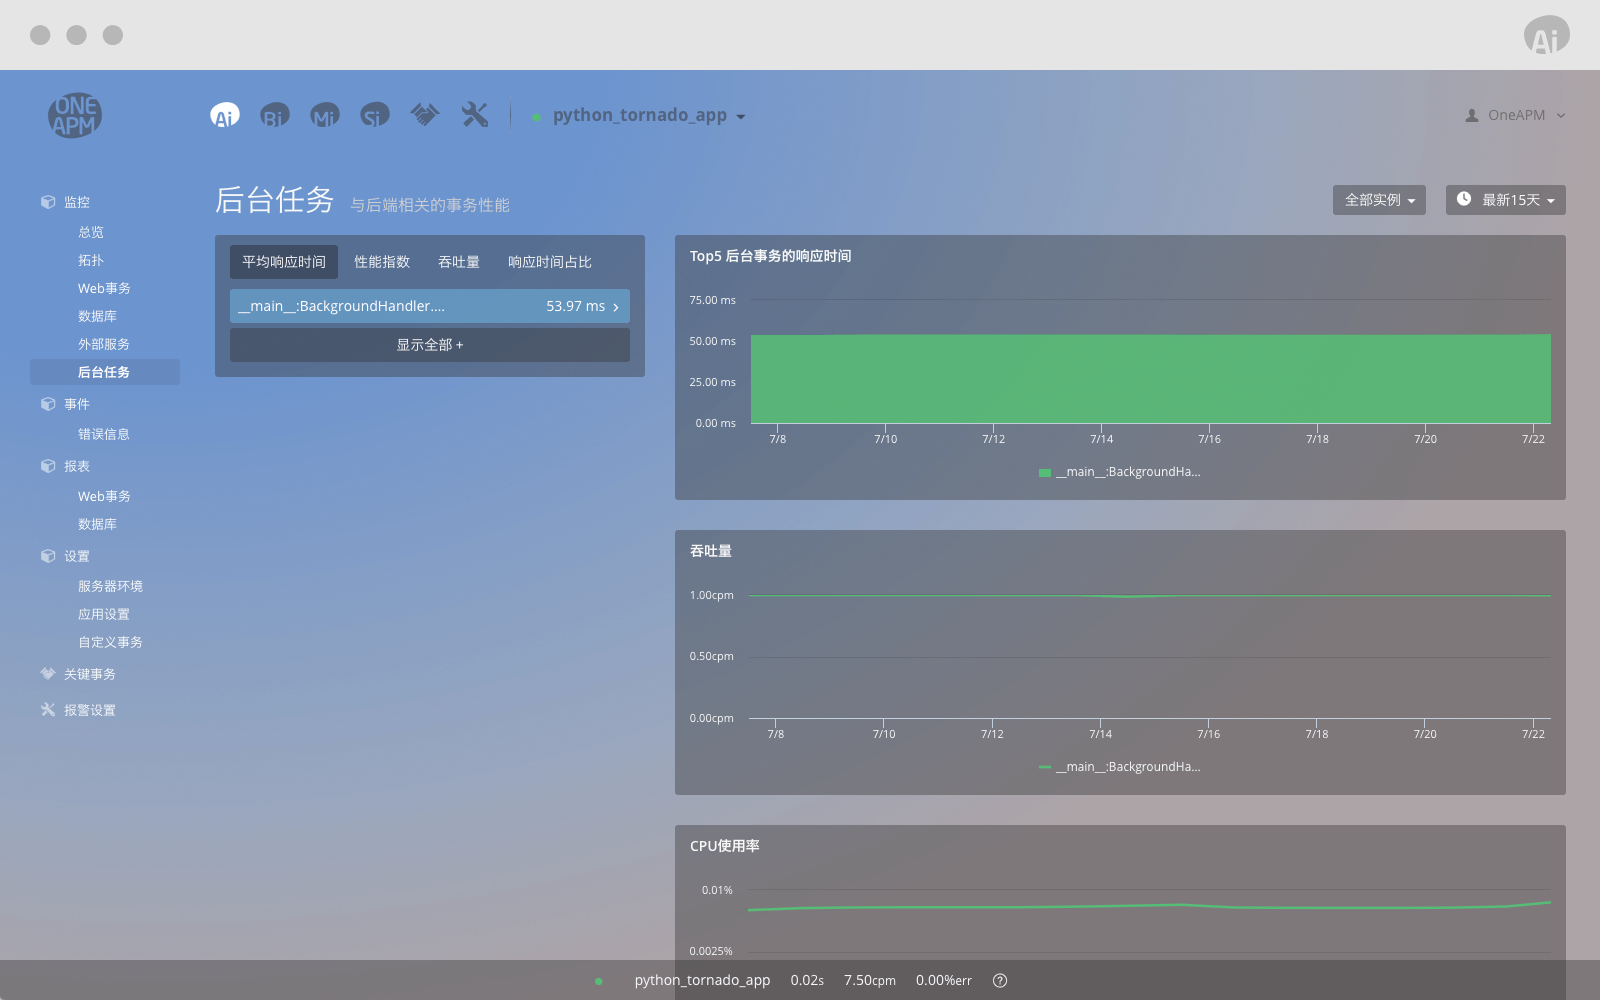 Ai
ONE
APM
Ai Bi Mi Si python_tornado_app OneAPM
后台任务 与后端相关的事务性能
全部实例 最新15天
监控
总览
拓扑
Web事务
数据库
外部服务
后台任务
事件
错误信息
报表
Web事务
数据库
设置
服务器环境
应用设置
自定义事务
关键事务
报警设置
平均响应时间 性能指数 吞吐量 响应时间占比
__main__:BackgroundHandler.... 53.97 ms
显示全部 +
Top5 后台事务的响应时间
75.00 ms
50.00 ms
25.00 ms
0.00 ms
7/8 7/10 7/12 7/14 7/16 7/18 7/20 7/22
__main__:BackgroundHa...
吞吐量
1.00cpm
0.50cpm
0.00cpm
7/8 7/10 7/12 7/14 7/16 7/18 7/20 7/22
__main__:BackgroundHa...
CPU使用率
0.01%
0.0025%
python_tornado_app 0.02s 7.50cpm 0.00%err ?